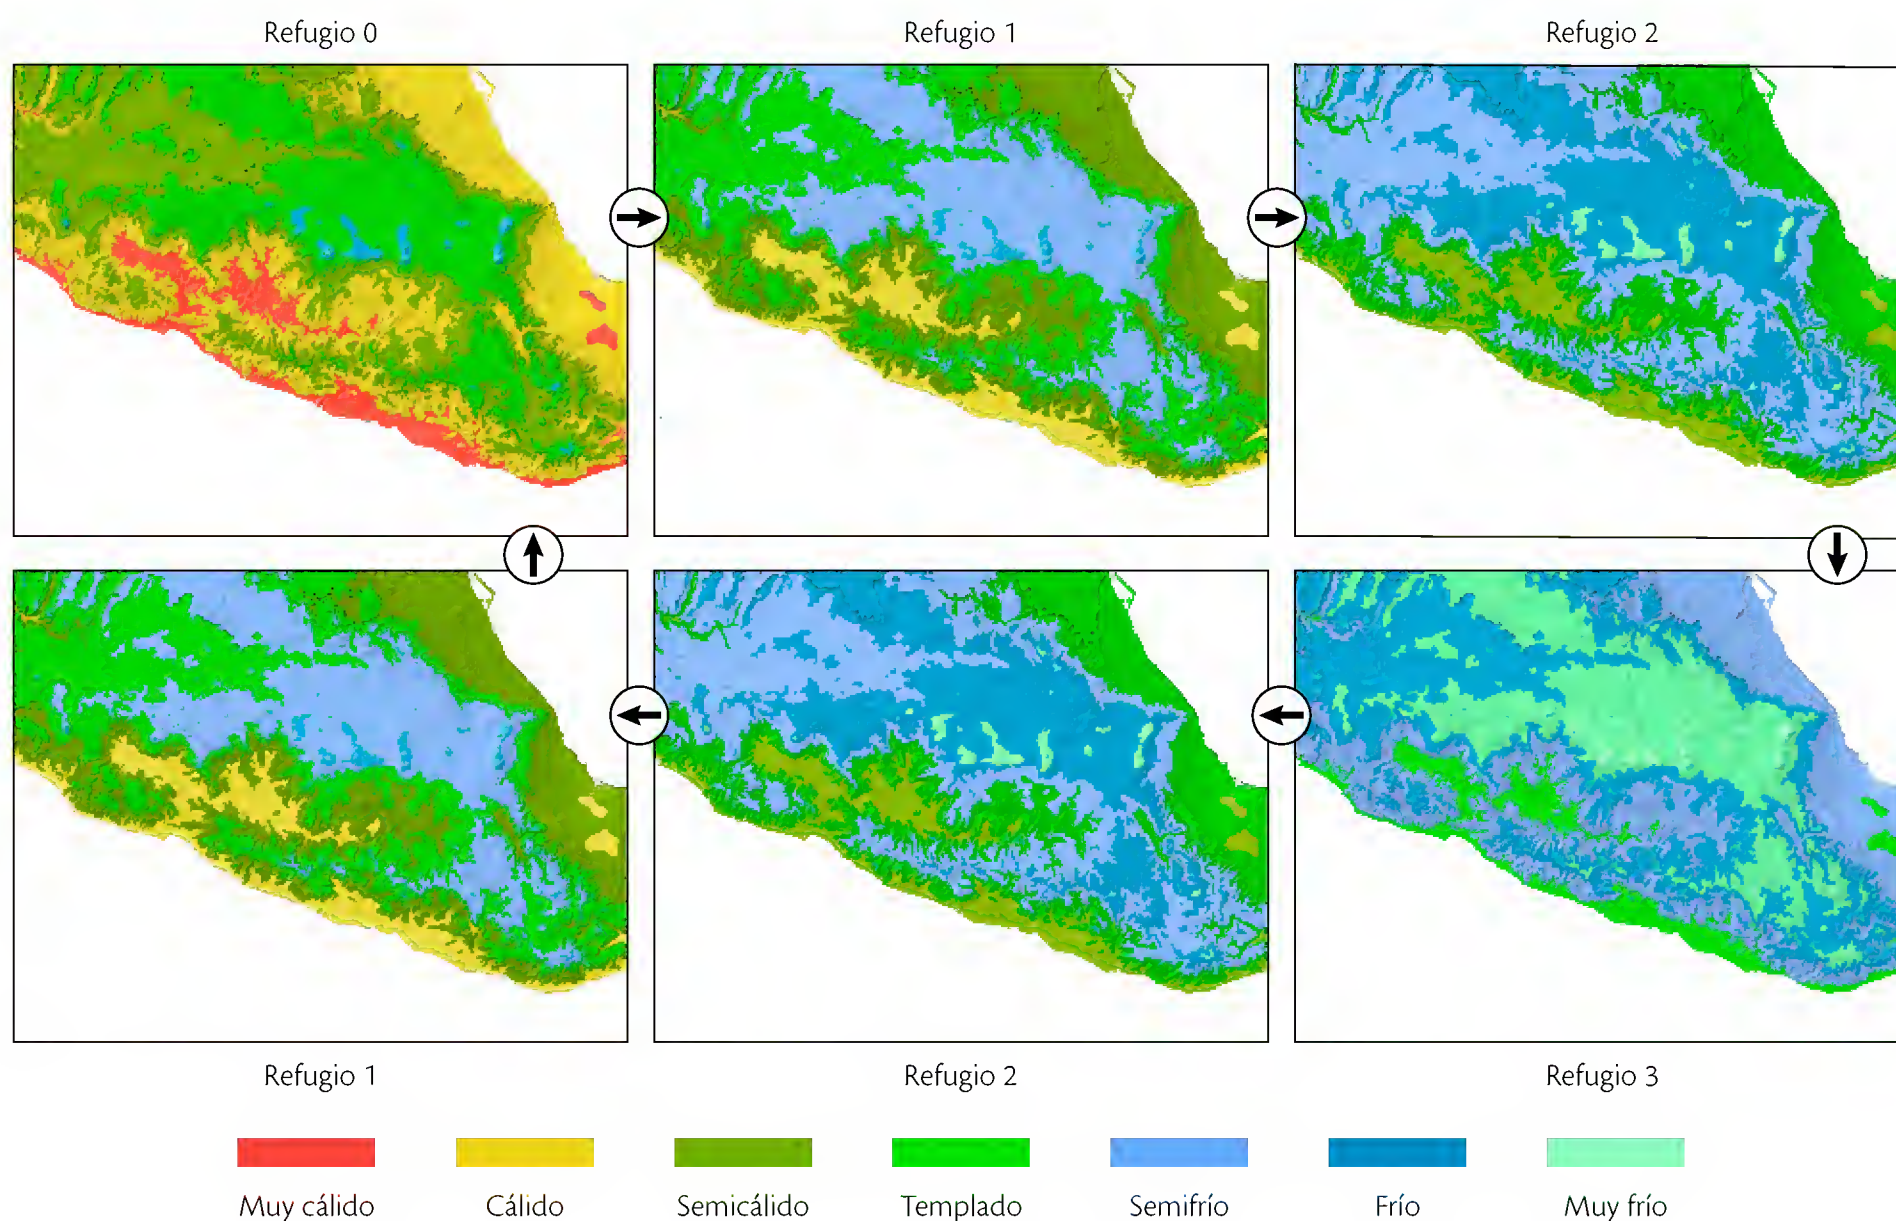 Refugio 0
Refugio 1
Refugio 2
Refugio 1
Refugio 2
Refugio 3
Muy cálido
Cálido
Semicálido
Templado
Semifrío
Frío
Muy frío